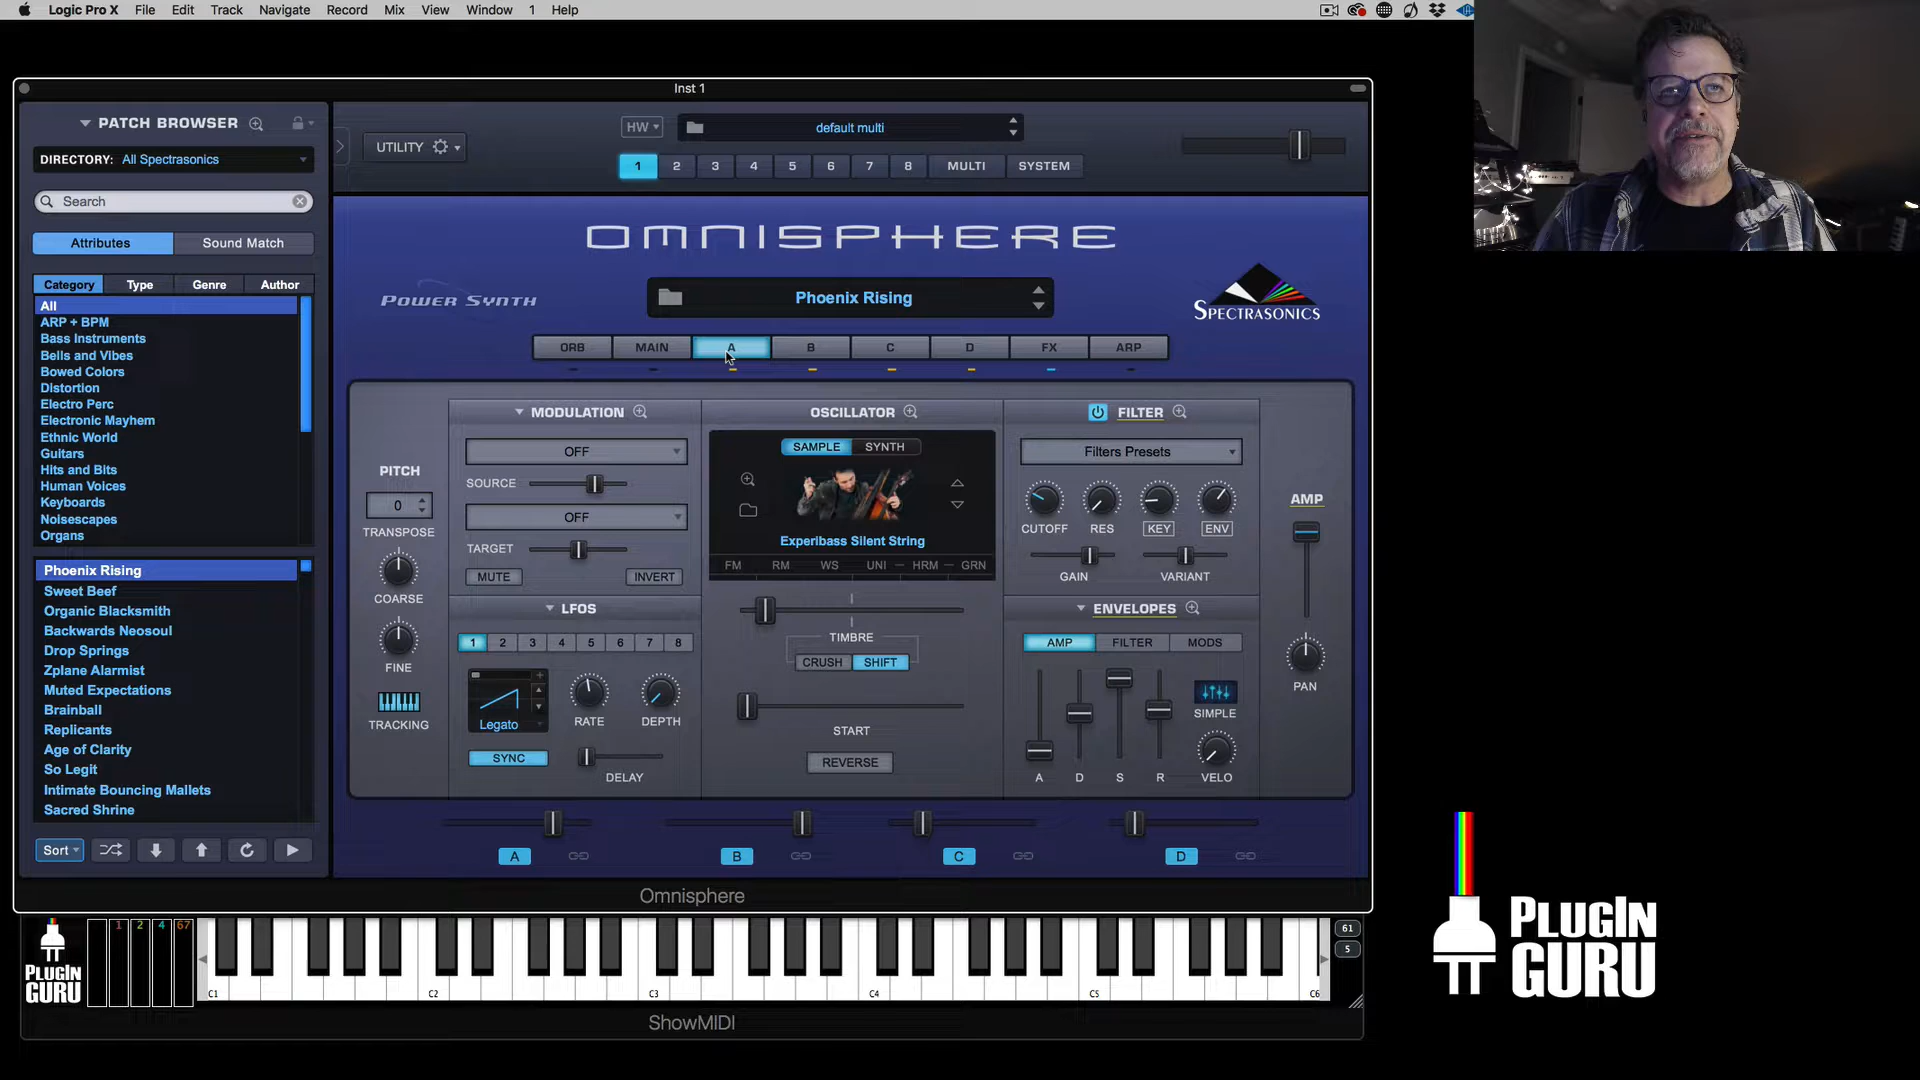 Logic Pro X File Edit Track Navigate Record Mix View Window 1 Help
Inst 1
PATCH BROWSER
DIRECTORY: All Spectrasonics
Search
Attributes Sound Match
Category Type Genre Author
All
ARP + BPM
Bass Instruments
Bells and Vibes
Bowed Colors
Distortion
Electro Perc
Electronic Mayhem
Ethnic World
Guitars
Hits and Bits
Human Voices
Keyboards
Noisescapes
Organs
Phoenix Rising
Sweet Beef
Organic Blacksmith
Backwards Neosoul
Drop Springs
Zplane Alarmist
Muted Expectations
Brainball
Replicants
Age of Clarity
So Legit
Intimate Bouncing Mallets
Sacred Shrine
Sort
UTILITY
HW
default multi
1 2 3 4 5 6 7 8 MULTI SYSTEM
OMNISPHERE
POWER SYNTH
Phoenix Rising
SPECTRASONICS
ORB MAIN A B C D FX ARP
PITCH
0
TRANSPOSE
COARSE
FINE
TRACKING
MODULATION
OFF
SOURCE
OFF
TARGET
MUTE INVERT
LFOS
1 2 3 4 5 6 7 8
Legato
RATE DEPTH
SYNC
DELAY
OSCILLATOR
SAMPLE SYNTH
Experibass Silent String
FM RM WS UNI HRM GRN
TIMBRE
CRUSH SHIFT
START
REVERSE
FILTER
Filters Presets
CUTOFF RES KEY ENV
GAIN VARIANT
ENVELOPES
AMP FILTER MODS
SIMPLE
A D S R VELO
AMP
PAN
A B C D
Omnisphere
PLUGIN
GURU
1 2 4 67
C1 C2 C3 C4 C5 C6
61
5
ShowMIDI
PLUGIN
GURU